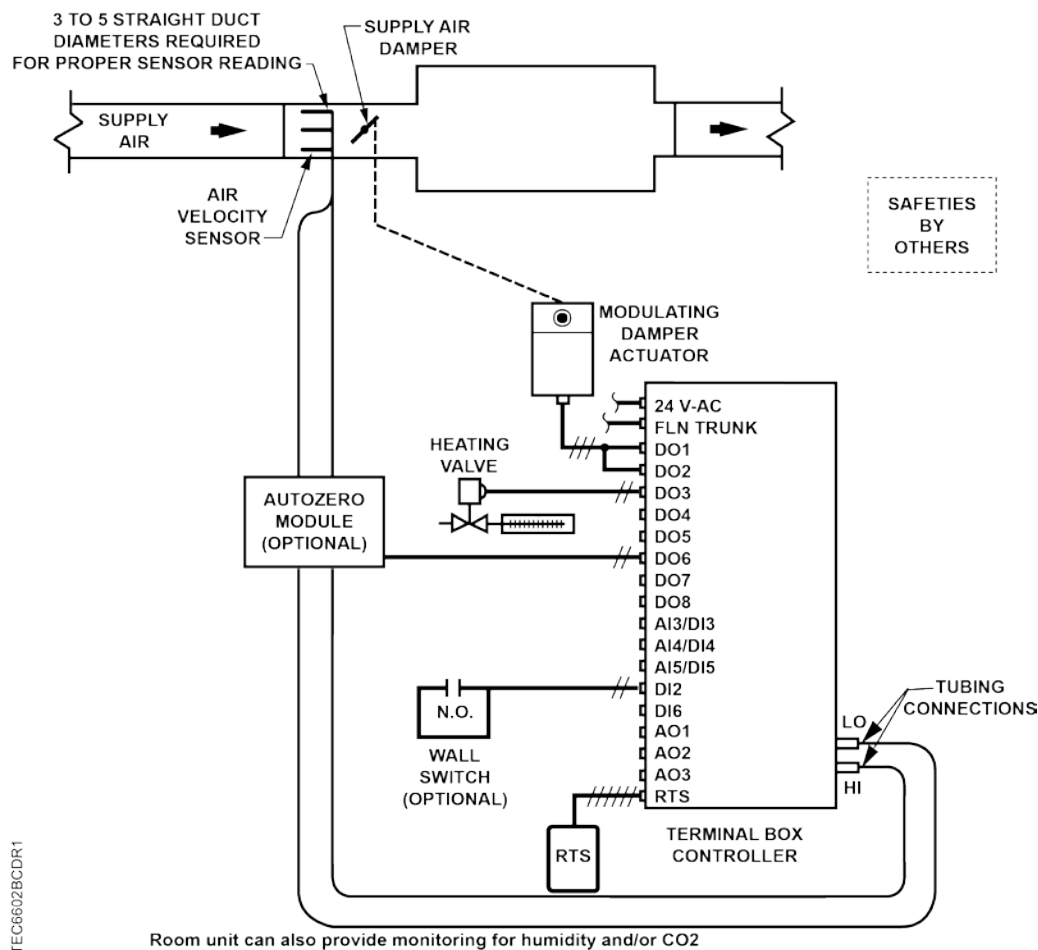 3 TO 5 STRAIGHT DUCT
DIAMETERS REQUIRED
FOR PROPER SENSOR READING
SUPPLY AIR
DAMPER
SUPPLY
AIR
AIR
VELOCITY
SENSOR
SAFETIES
BY
OTHERS
MODULATING
DAMPER
ACTUATOR
24 V-AC
FLN TRUNK
DO1
DO2
DO3
DO4
DO5
DO6
DO7
DO8
AI3/DI3
AI4/DI4
AI5/DI5
DI2
DI6
AO1
AO2
AO3
RTS
HEATING
VALVE
AUTOZERO
MODULE
(OPTIONAL)
N.O.
WALL
SWITCH
(OPTIONAL)
TUBING
CONNECTIONS
LO
HI
RTS
TERMINAL BOX
CONTROLLER
TEC6602BCDR1
Room unit can also provide monitoring for humidity and/or CO2